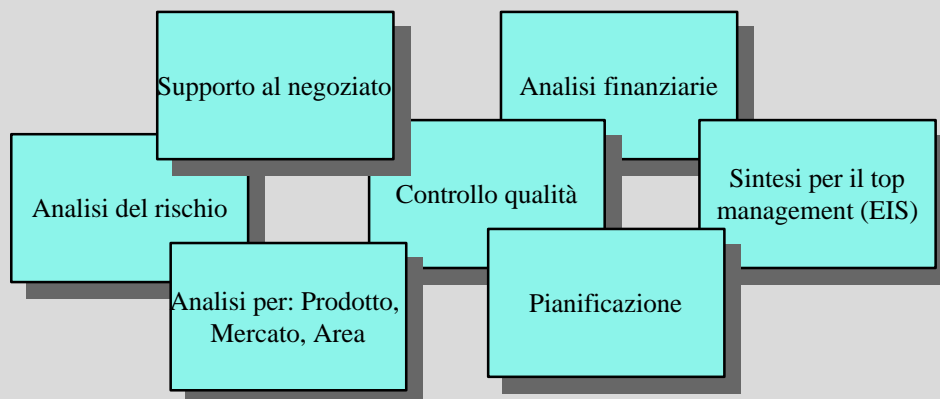 Supporto al negoziato
Analisi finanziarie
Analisi del rischio
Controllo qualità
Sintesi per il top
management (EIS)
Analisi per: Prodotto,
Mercato, Area
Pianificazione